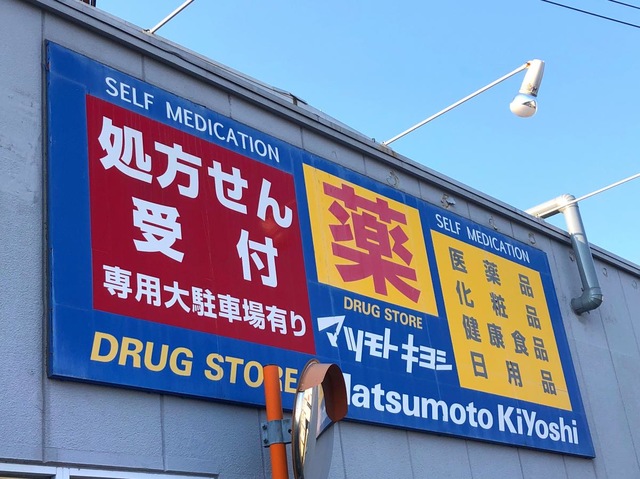 SELF MEDICATION
処方せん
受付
専用大駐車場有り
DRUG STORE
薬
DRUG STORE
マツモトキヨシ
Matsumoto KiYoshi
SELF MEDICATION
医薬品
化粧品
健康食品
日用品